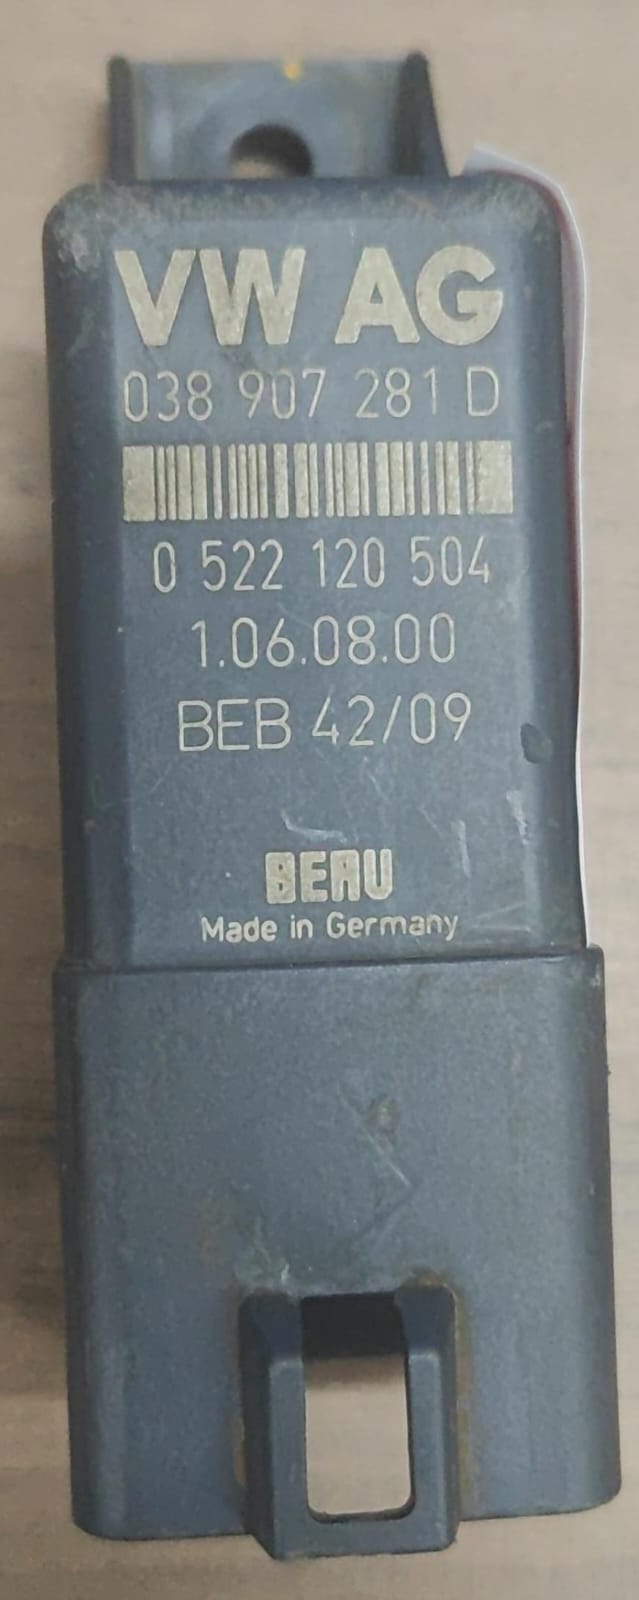 VW AG
038 907 281 D
0 522 120 504
1.06.08.00
BEB 42/09
BERU
Made in Germany